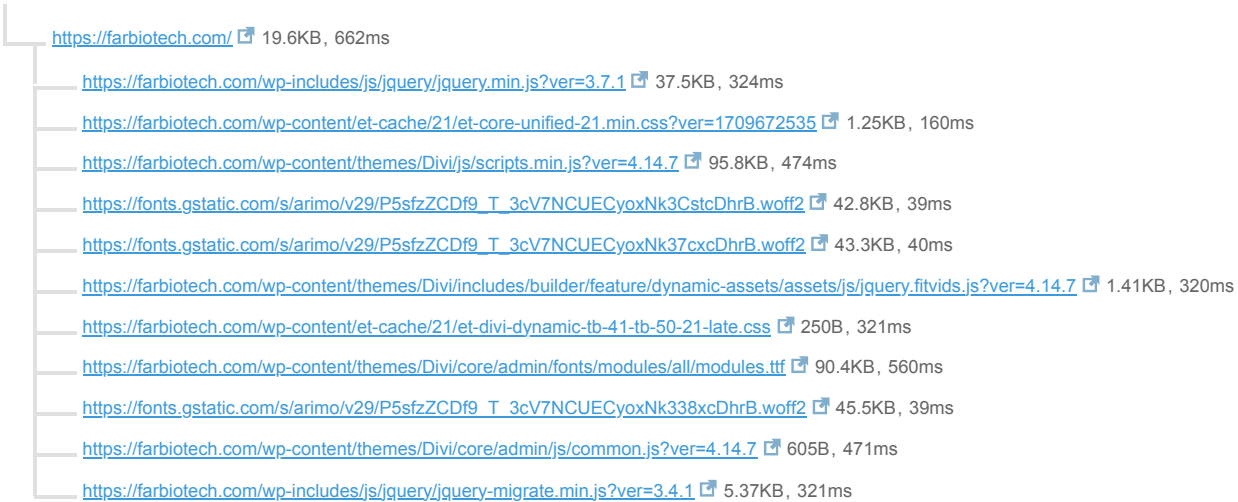 https://farbiotech.com/ 19.6KB, 662ms
https://farbiotech.com/wp-includes/js/jquery/jquery.min.js?ver=3.7.1 37.5KB, 324ms
https://farbiotech.com/wp-content/et-cache/21/et-core-unified-21.min.css?ver=1709672535 1.25KB, 160ms
https://farbiotech.com/wp-content/themes/Divi/js/scripts.min.js?ver=4.14.7 95.8KB, 474ms
https://fonts.gstatic.com/s/arimo/v29/P5sfzZCDf9_T_3cV7NCUECyoxNk3CstcDhrB.woff2 42.8KB, 39ms
https://fonts.gstatic.com/s/arimo/v29/P5sfzZCDf9_T_3cV7NCUECyoxNk37cxcDhrB.woff2 43.3KB, 40ms
https://farbiotech.com/wp-content/themes/Divi/includes/builder/feature/dynamic-assets/assets/js/jquery.fitvids.js?ver=4.14.7 1.41KB, 320ms
https://farbiotech.com/wp-content/et-cache/21/et-divi-dynamic-tb-41-tb-50-21-late.css 250B, 321ms
https://farbiotech.com/wp-content/themes/Divi/core/admin/fonts/modules/all/modules.ttf 90.4KB, 560ms
https://fonts.gstatic.com/s/arimo/v29/P5sfzZCDf9_T_3cV7NCUECyoxNk338xcDhrB.woff2 45.5KB, 39ms
https://farbiotech.com/wp-content/themes/Divi/core/admin/js/common.js?ver=4.14.7 605B, 471ms
https://farbiotech.com/wp-includes/js/jquery/jquery-migrate.min.js?ver=3.4.1 5.37KB, 321ms